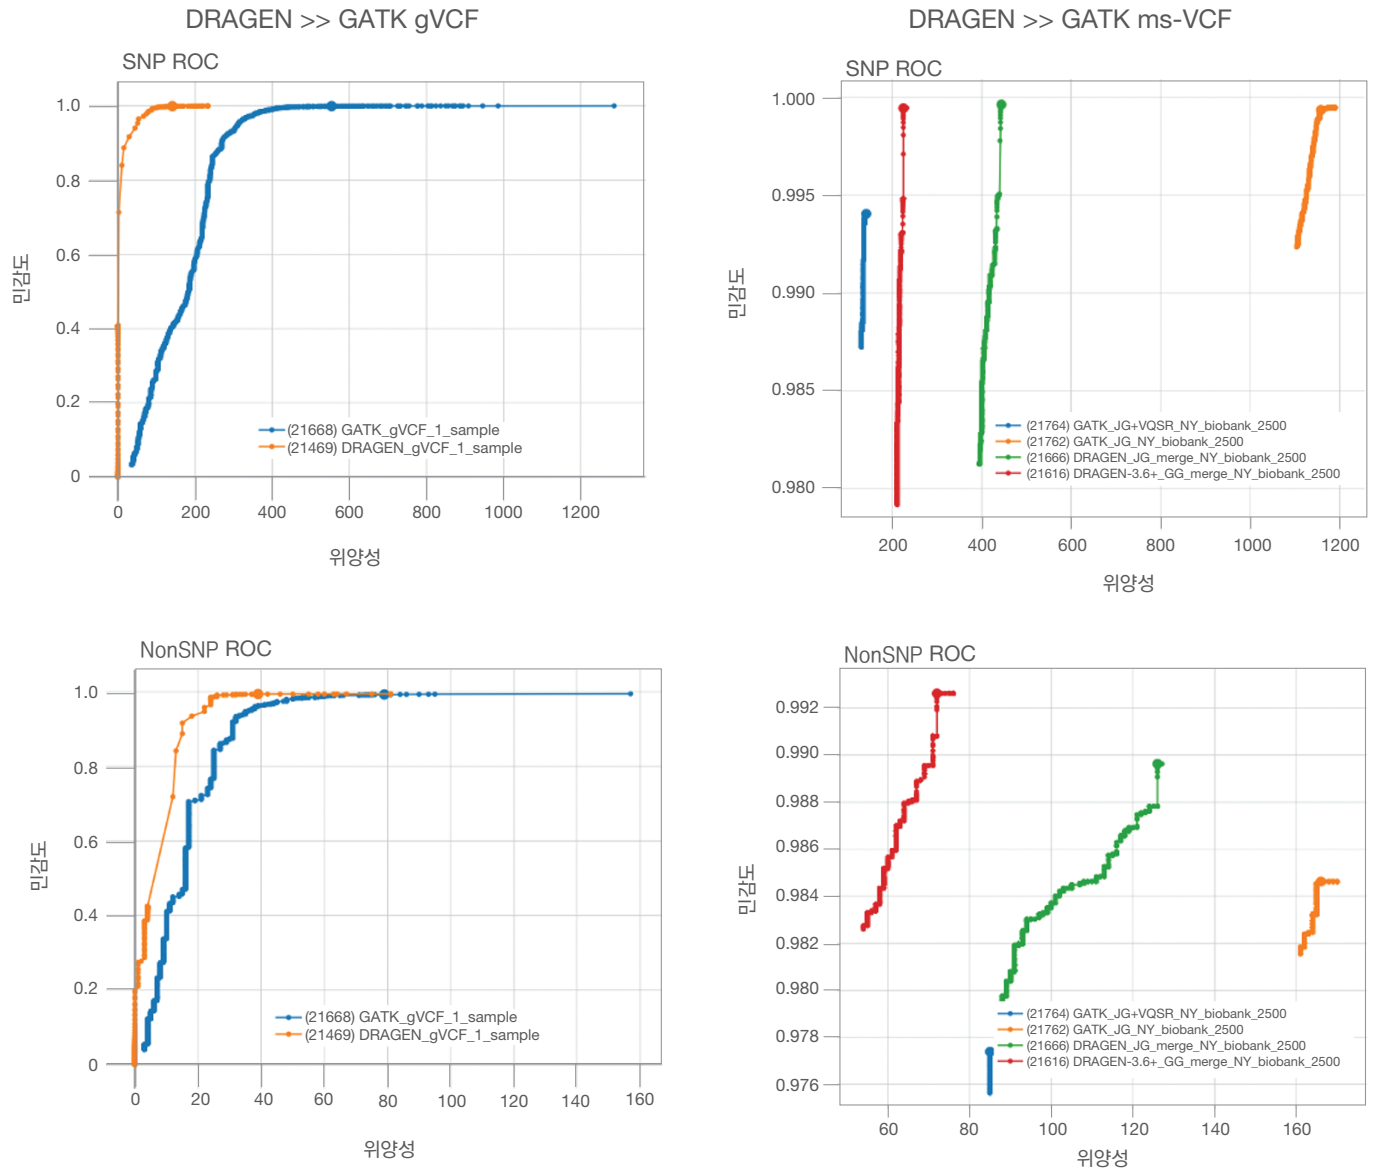 DRAGEN >> GATK gVCF
SNP ROC
1.0
0.8
0.6
0.4
0.2
0
민감도
(21668) GATK_gVCF_1_sample
(21469) DRAGEN_gVCF_1_sample
0 200 400 600 800 1000 1200
위양성
DRAGEN >> GATK ms-VCF
SNP ROC
1.000
0.995
0.990
0.985
0.980
민감도
(21764) GATK_JG+VQSR_NY_biobank_2500
(21762) GATK_JG_NY_biobank_2500
(21666) DRAGEN_JG_merge_NY_biobank_2500
(21616) DRAGEN-3.6+_GG_merge_NY_biobank_2500
200 400 600 800 1000 1200
위양성
NonSNP ROC
1.0
0.8
0.6
0.4
0.2
0
민감도
(21668) GATK_gVCF_1_sample
(21469) DRAGEN_gVCF_1_sample
0 20 40 60 80 100 120 140 160
위양성
NonSNP ROC
0.992
0.990
0.988
0.986
0.984
0.982
0.980
0.978
0.976
민감도
(21764) GATK_JG+VQSR_NY_biobank_2500
(21762) GATK_JG_NY_biobank_2500
(21666) DRAGEN_JG_merge_NY_biobank_2500
(21616) DRAGEN-3.6+_GG_merge_NY_biobank_2500
60 80 100 120 140 160
위양성